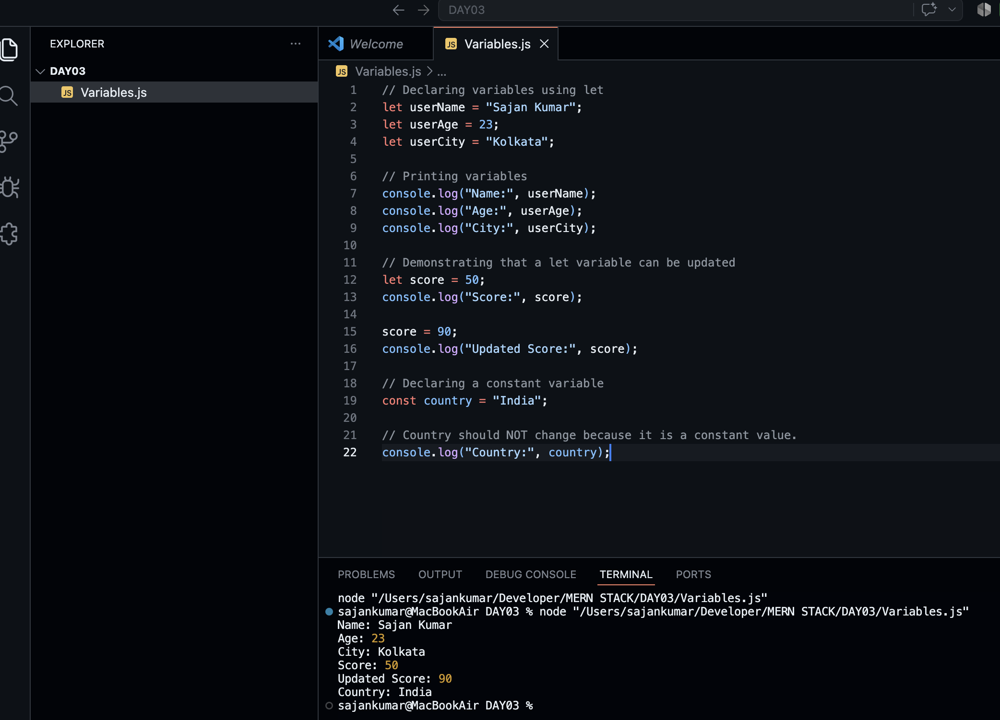 DAY03
EXPLORER
Welcome
JS Variables.js
DAY03
JS Variables.js
JS Variables.js > ...
1 // Declaring variables using let
2 let userName = "Sajan Kumar";
3 let userAge = 23;
4 let userCity = "Kolkata";
5
6 // Printing variables
7 console.log("Name:", userName);
8 console.log("Age:", userAge);
9 console.log("City:", userCity);
10
11 // Demonstrating that a let variable can be updated
12 let score = 50;
13 console.log("Score:", score);
14
15 score = 90;
16 console.log("Updated Score:", score);
17
18 // Declaring a constant variable
19 const country = "India";
20
21 // Country should NOT change because it is a constant value.
22 console.log("Country:", country);
PROBLEMS OUTPUT DEBUG CONSOLE TERMINAL PORTS
node "/Users/sajankumar/Developer/MERN STACK/DAY03/Variables.js"
sajankumar@MacBookAir DAY03 % node "/Users/sajankumar/Developer/MERN STACK/DAY03/Variables.js"
Name: Sajan Kumar
Age: 23
City: Kolkata
Score: 50
Updated Score: 90
Country: India
sajankumar@MacBookAir DAY03 %